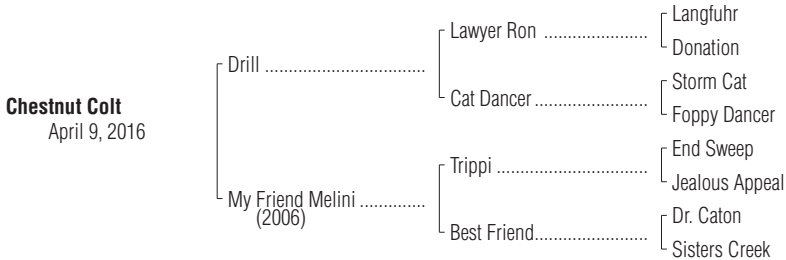 Langfuhr
Lawyer Ron ......................
Donation
Drill .................................
Storm Cat
Cat Dancer........................
Foppy Dancer
Chestnut Colt
April 9, 2016
End Sweep
Trippi ................................
Jealous Appeal
My Friend Melini ..............
(2006)
Dr. Caton
Best Friend........................
Sisters Creek